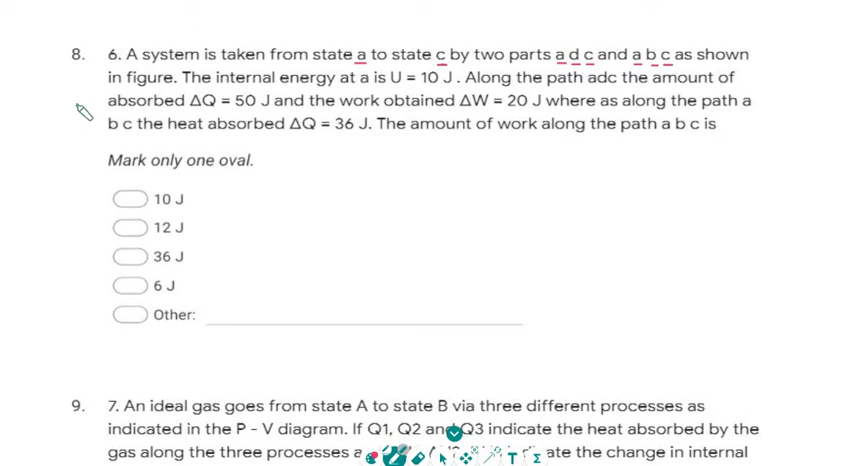 8. 6. A system is taken from state a to state c by two parts a d c and a b c as shown
in figure. The internal energy at a is U = 10 J . Along the path adc the amount of
absorbed ΔQ = 50 J and the work obtained ΔW = 20 J where as along the path a
b c the heat absorbed ΔQ = 36 J. The amount of work along the path a b c is
Mark only one oval.
10 J
12 J
36 J
6 J
Other:
9. 7. An ideal gas goes from state A to state B via three different processes as
indicated in the P - V diagram. If Q1, Q2 and Q3 indicate the heat absorbed by the
gas along the three processes ate the change in internal